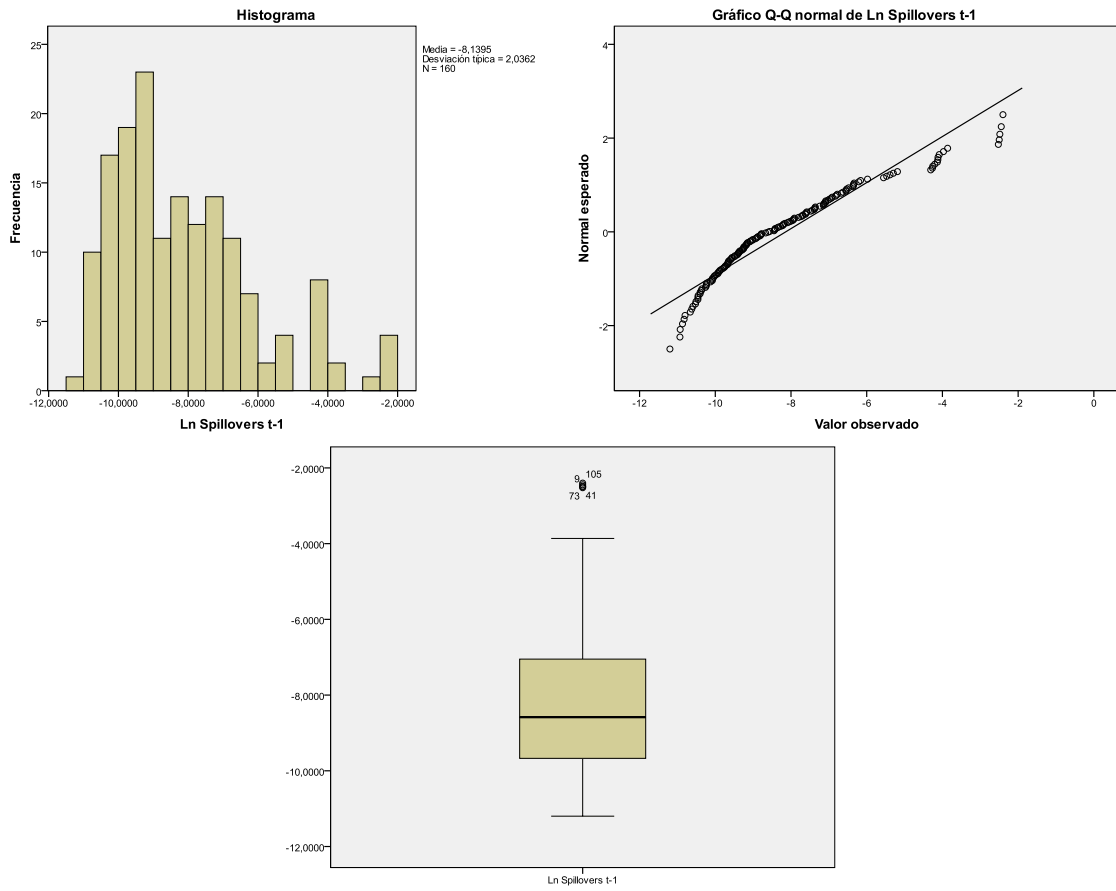 Histograma
25
20
15
10
5
0
Frecuencia
-12,0000 -10,0000 -8,0000 -6,0000 -4,0000 -2,0000
Ln Spillovers t-1
Media = -8,1395
Desviación típica = 2,0362
N = 160
Gráfico Q-Q normal de Ln Spillovers t-1
4
2
0
-2
Normal esperado
-12 -10 -8 -6 -4 -2 0
Valor observado
-2,0000
-4,0000
-6,0000
-8,0000
-10,0000
-12,0000
9 105
73 41
Ln Spillovers t-1